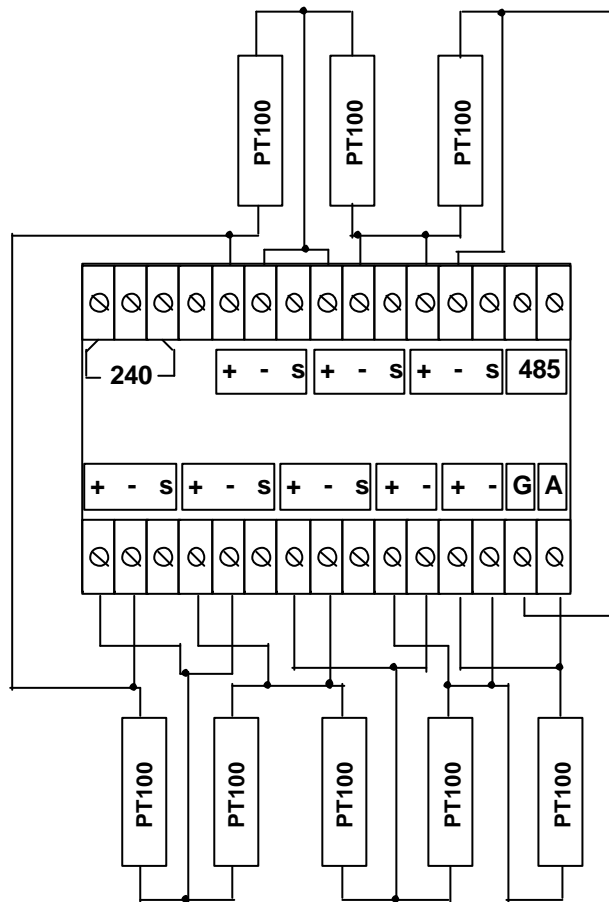 PT100 PT100 PT100
240 + - s + - s + - s 485
+ - s + - s + - s + - + - G A
PT100 PT100 PT100 PT100 PT100